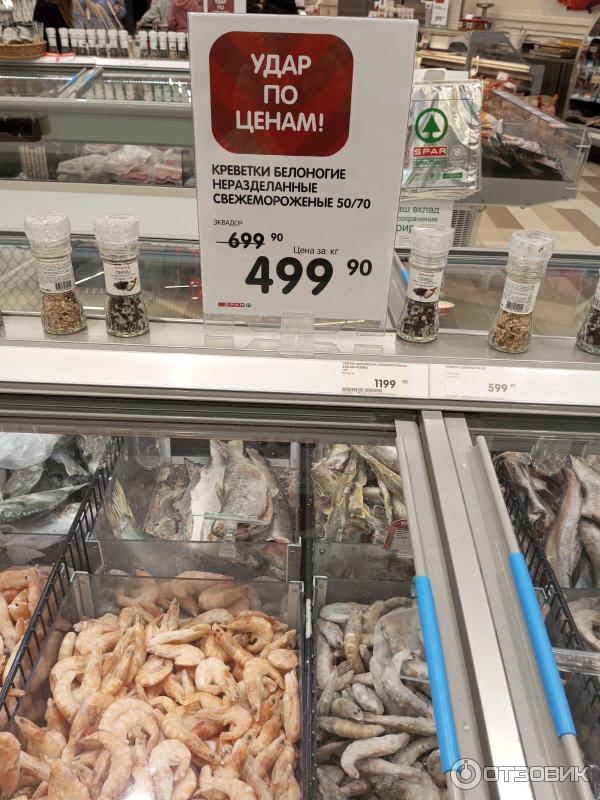 УДАР
ПО
ЦЕНАМ!
КРЕВЕТКИ БЕЛОНОГИЕ
НЕРАЗДЕЛАННЫЕ
СВЕЖЕМОРОЖЕНЫЕ 50/70
ЭКВАДОР
699 90
Цена за: кг
499 90
SPAR
SPAR
1199
599
ОТЗОВИК